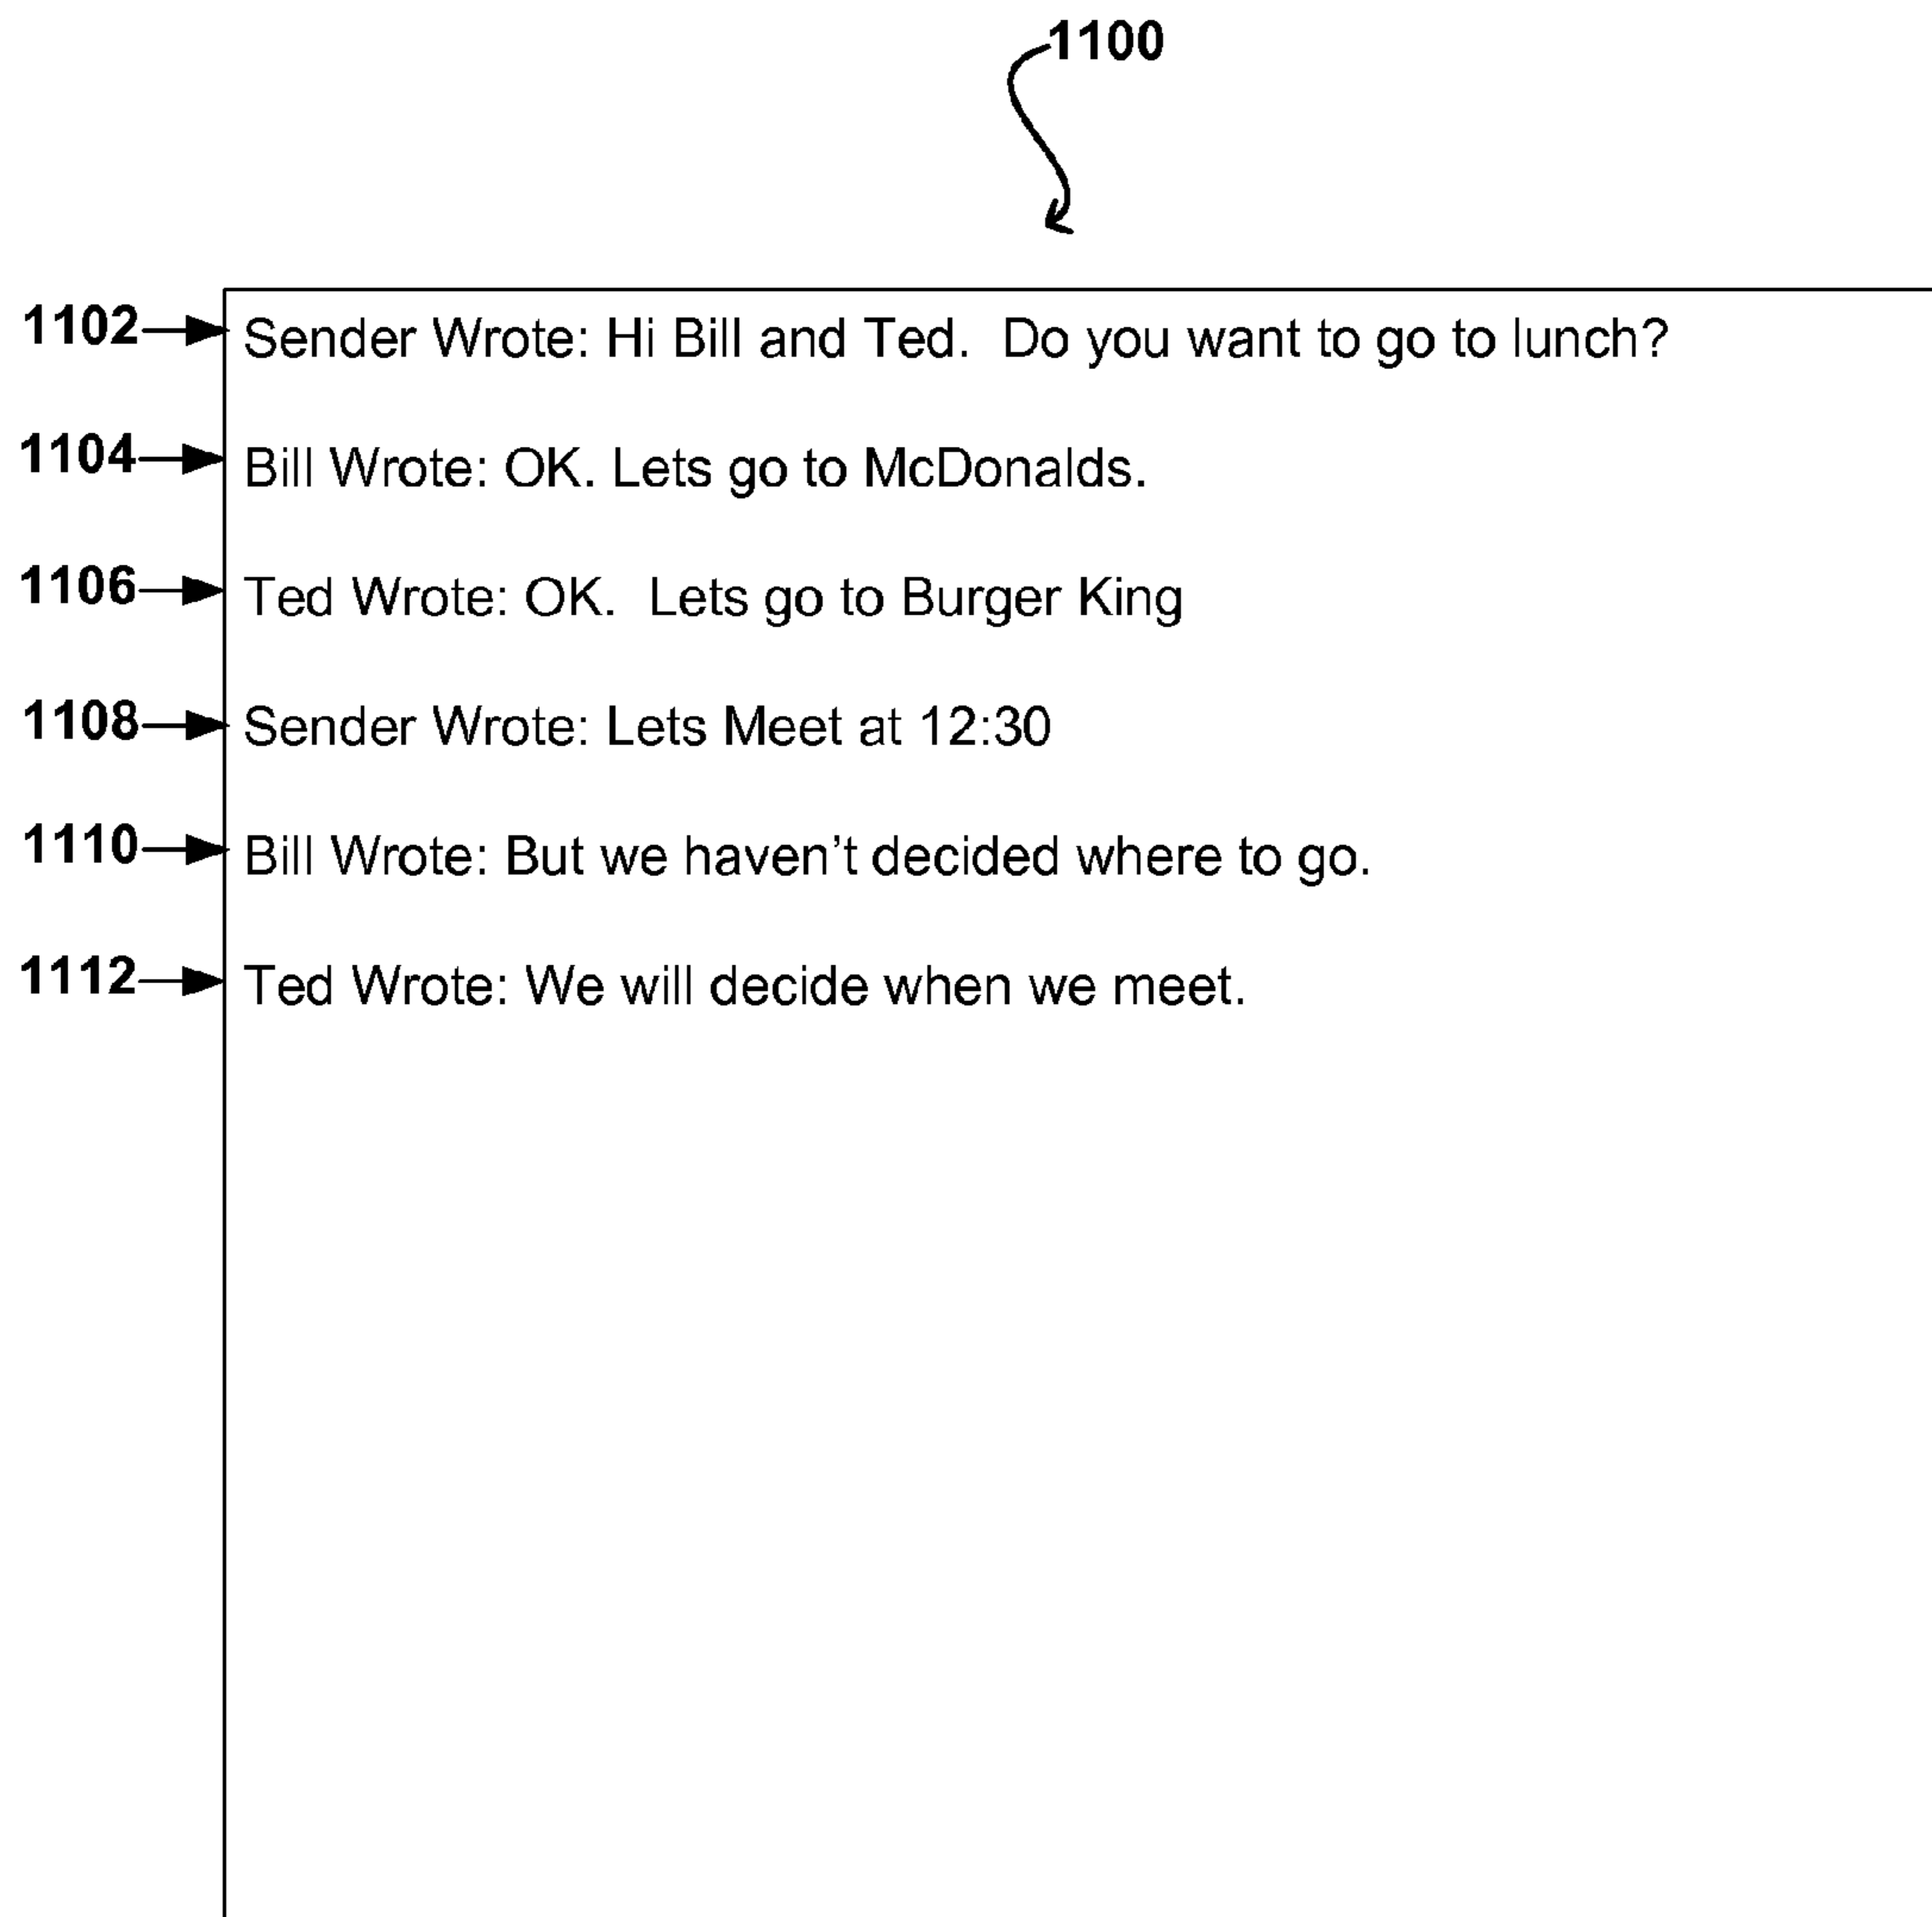 1100
1102 Sender Wrote: Hi Bill and Ted.  Do you want to go to lunch?
1104 Bill Wrote: OK. Lets go to McDonalds.
1106 Ted Wrote: OK.  Lets go to Burger King
1108 Sender Wrote: Lets Meet at 12:30
1110 Bill Wrote: But we haven’t decided where to go.
1112 Ted Wrote: We will decide when we meet.